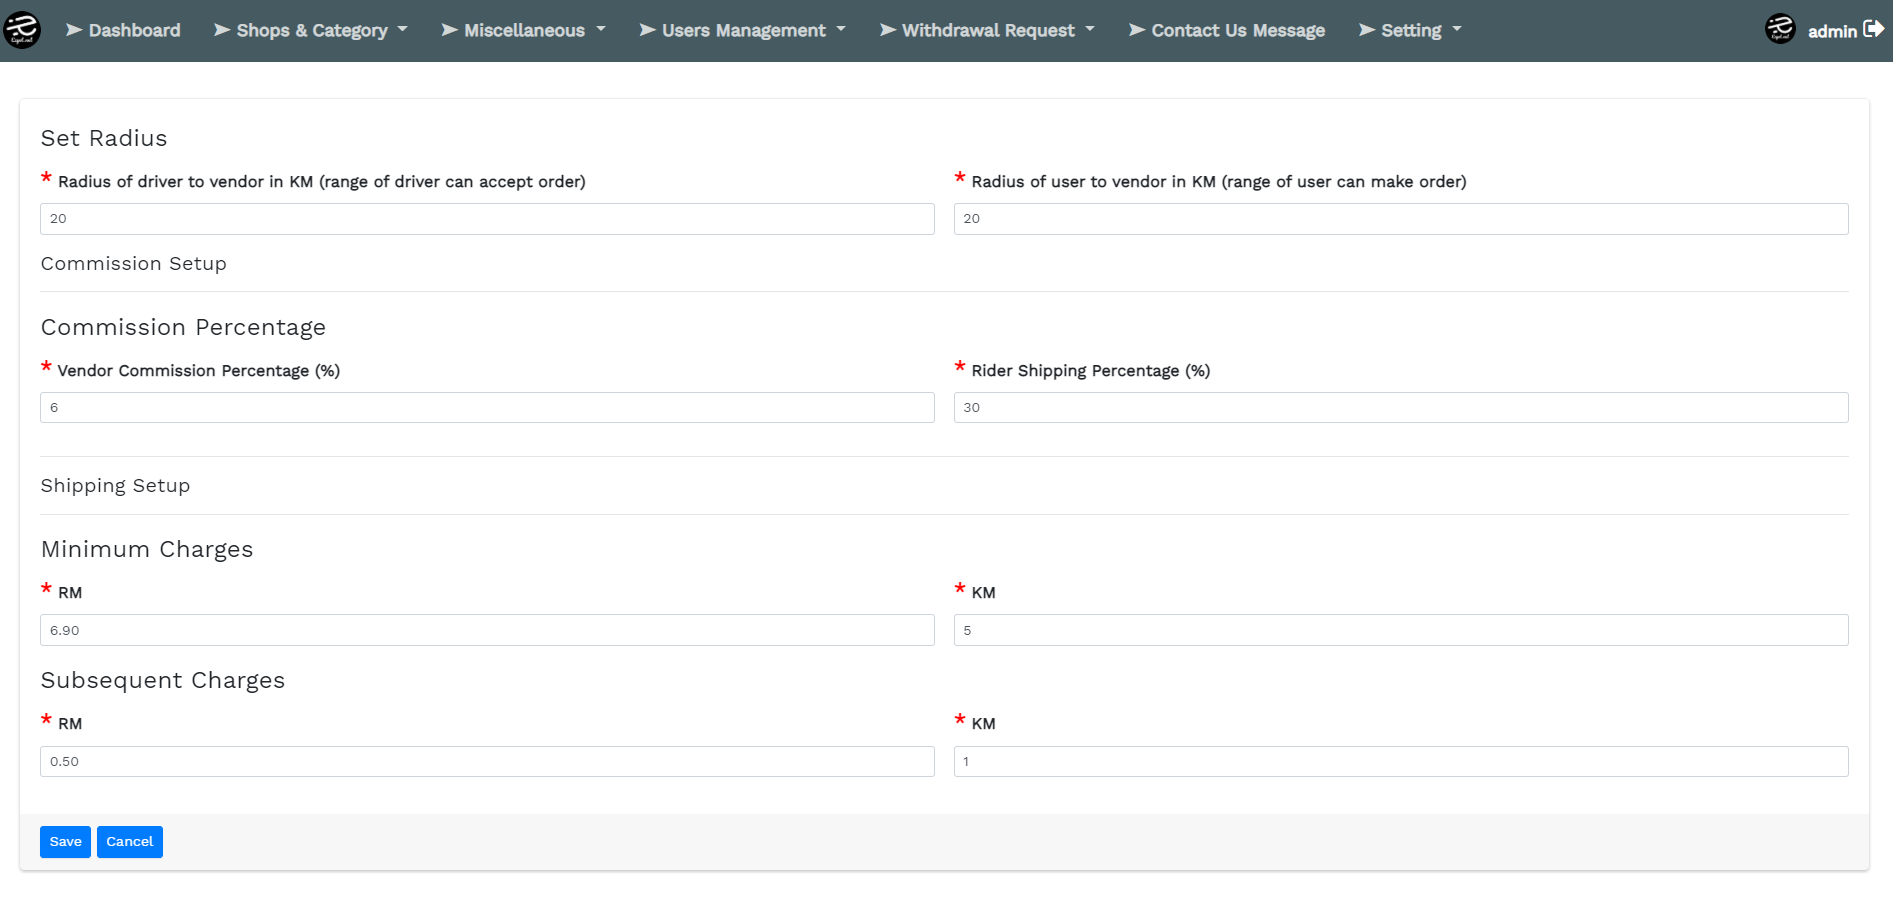 Dashboard Shops & Category Miscellaneous Users Management Withdrawal Request Contact Us Message Setting admin
Set Radius
* Radius of driver to vendor in KM (range of driver can accept order) * Radius of user to vendor in KM (range of user can make order)
20 20
Commission Setup
Commission Percentage
* Vendor Commission Percentage (%) * Rider Shipping Percentage (%)
6 30
Shipping Setup
Minimum Charges
* RM * KM
6.90 5
Subsequent Charges
* RM * KM
0.50 1
Save Cancel